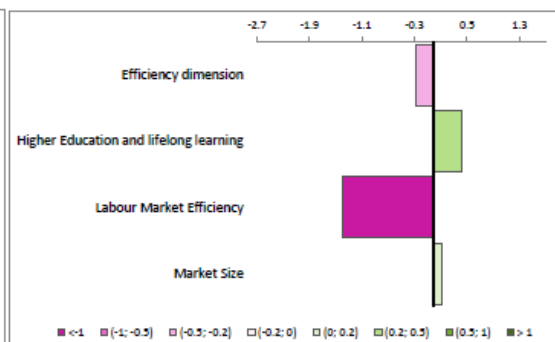 -2.7 -1.9 -1.1 -0.3 0.5 1.3
Efficiency dimension
Higher Education and lifelong learning
Labour Market Efficiency
Market Size
<-1 (-1; -0.5) (-0.5; -0.2) (-0.2; 0) (0; 0.2) (0.2; 0.5) (0.5; 1) > 1